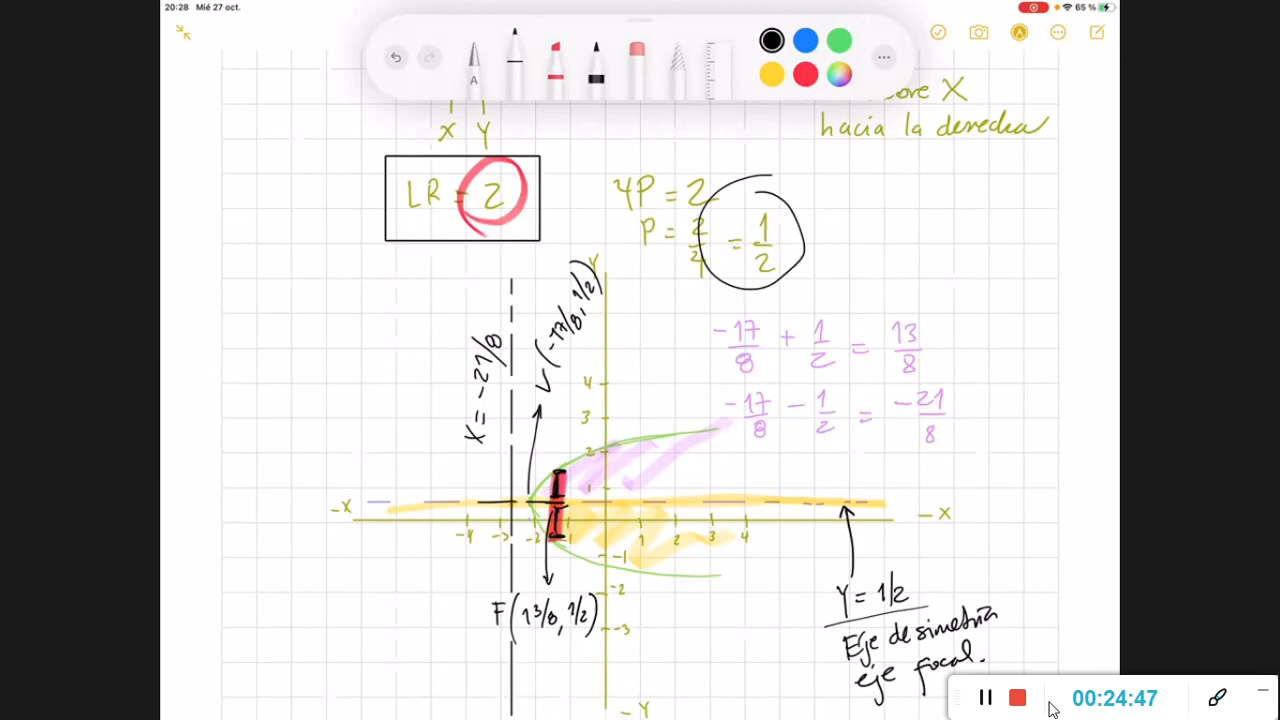 20:28 Mié 27 oct.
65 %
A
X
hacia la derecha
X Y
LR = 2
4P = 2
P = 2/4 = 1/2
Y
X = -21/8
V(-17/8, 1/2)
-17/8 + 1/2 = 13/8
-17/8 - 1/2 = -21/8
4
3
2
1
-X
-X
-4 -3 -2 -1 1 2 3 4
-1
-2
-3
F(13/8, 1/2)
Y = 1/2
Eje de simetria
eje focal.
-Y
00:24:47